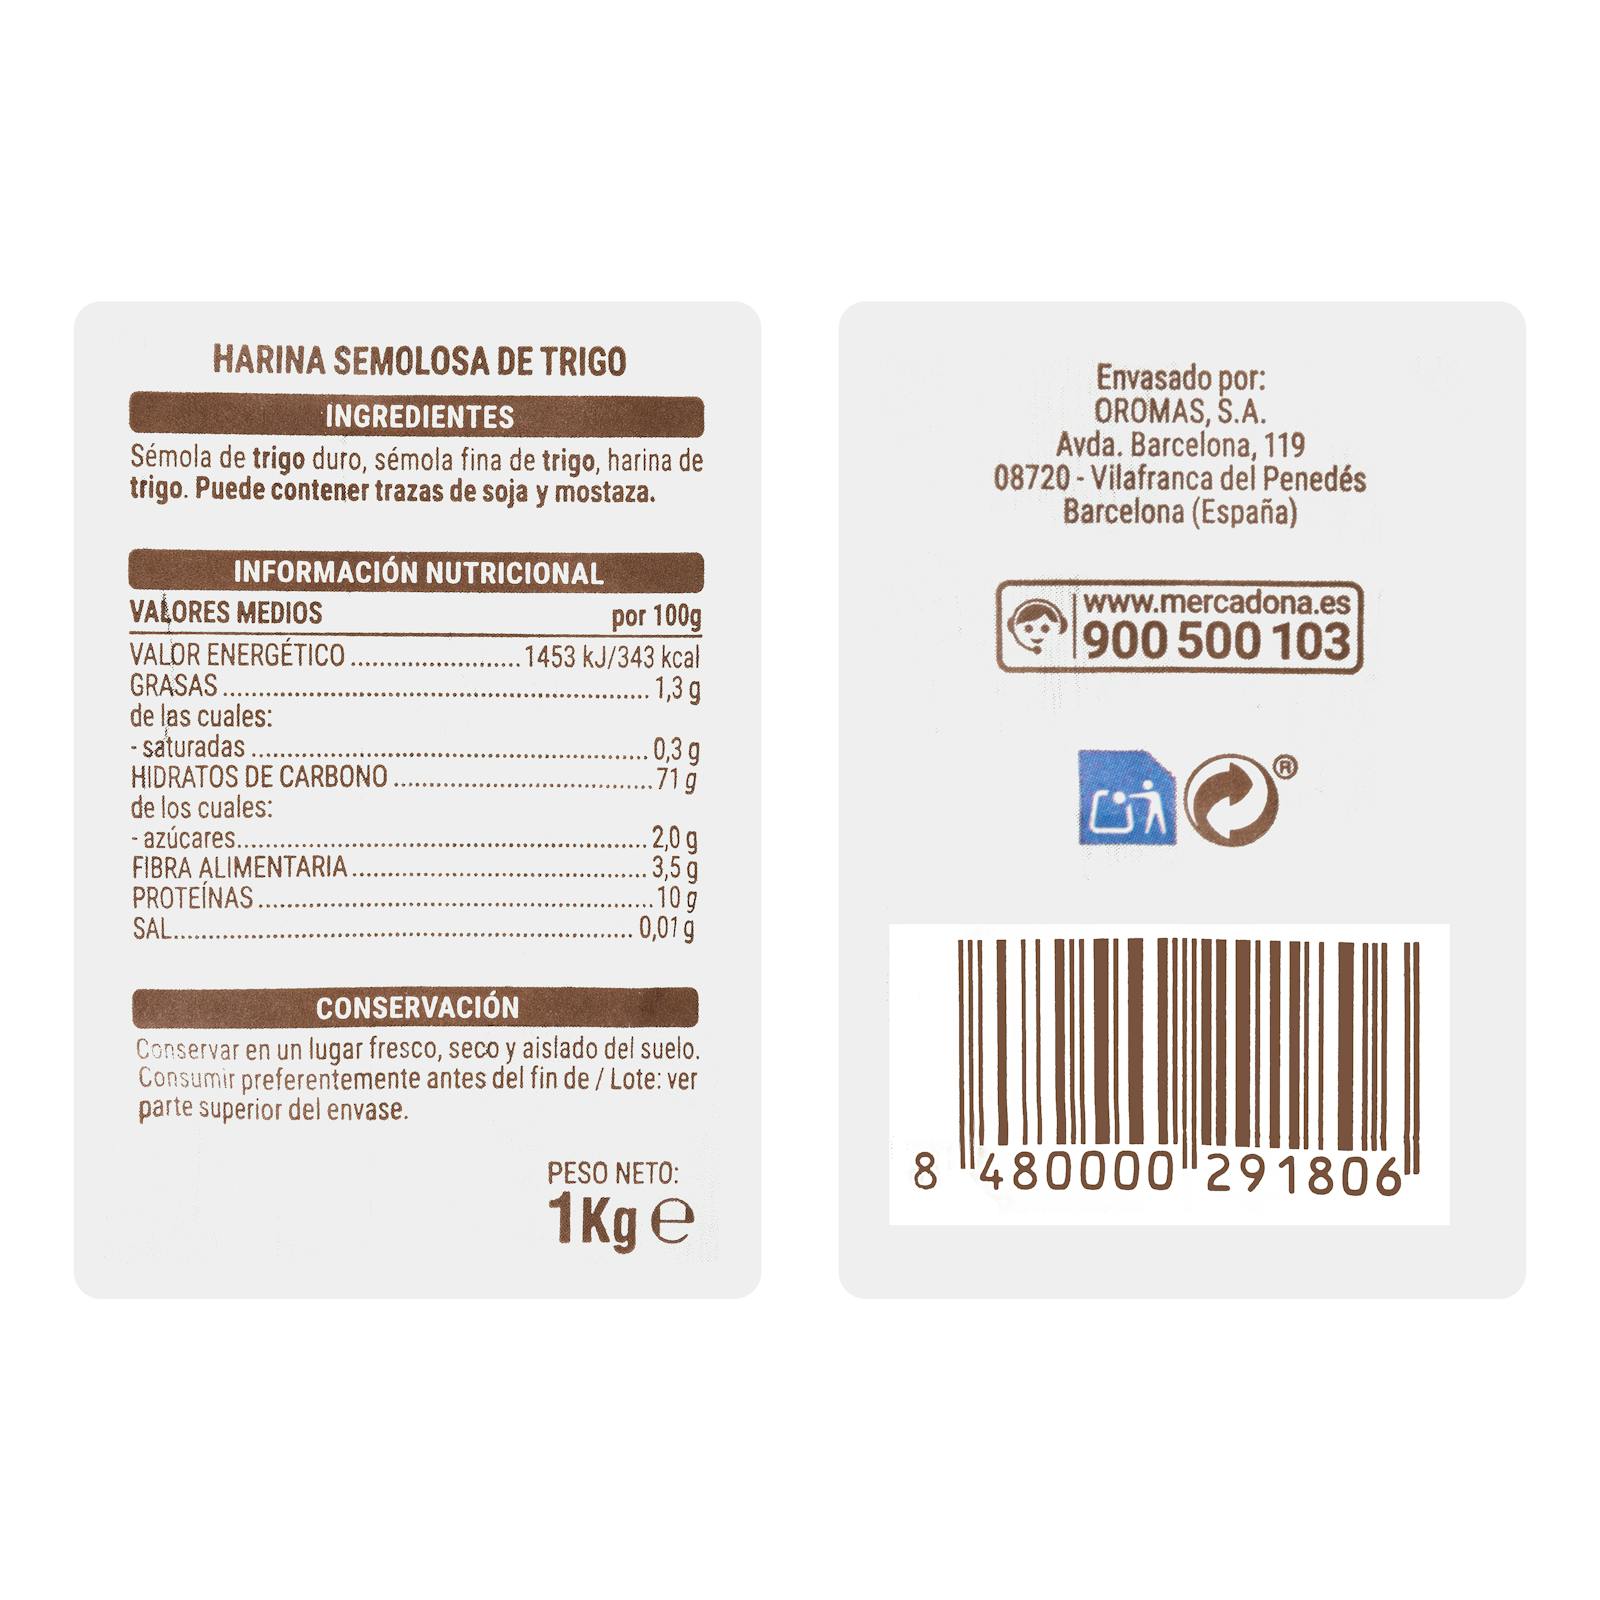 HARINA SEMOLOSA DE TRIGO
INGREDIENTES
Sémola de trigo duro, sémola fina de trigo, harina de
trigo. Puede contener trazas de soja y mostaza.
INFORMACIÓN NUTRICIONAL
VALORES MEDIOS por 100g
VALOR ENERGÉTICO .................... 1453 kJ/343 kcal
GRASAS .................... 1,3 g
de las cuales:
- saturadas .................... 0,3 g
HIDRATOS DE CARBONO .................... 71 g
de los cuales:
- azúcares.................... 2,0 g
FIBRA ALIMENTARIA .................... 3,5 g
PROTEÍNAS .................... 10 g
SAL.................... 0,01 g
CONSERVACIÓN
Conservar en un lugar fresco, seco y aislado del suelo.
Consumir preferentemente antes del fin de / Lote: ver
parte superior del envase.
PESO NETO:
1Kg ℮
Envasado por:
OROMAS, S.A.
Avda. Barcelona, 119
08720 - Vilafranca del Penedés
Barcelona (España)
www.mercadona.es
900 500 103
®
8 480000 291806